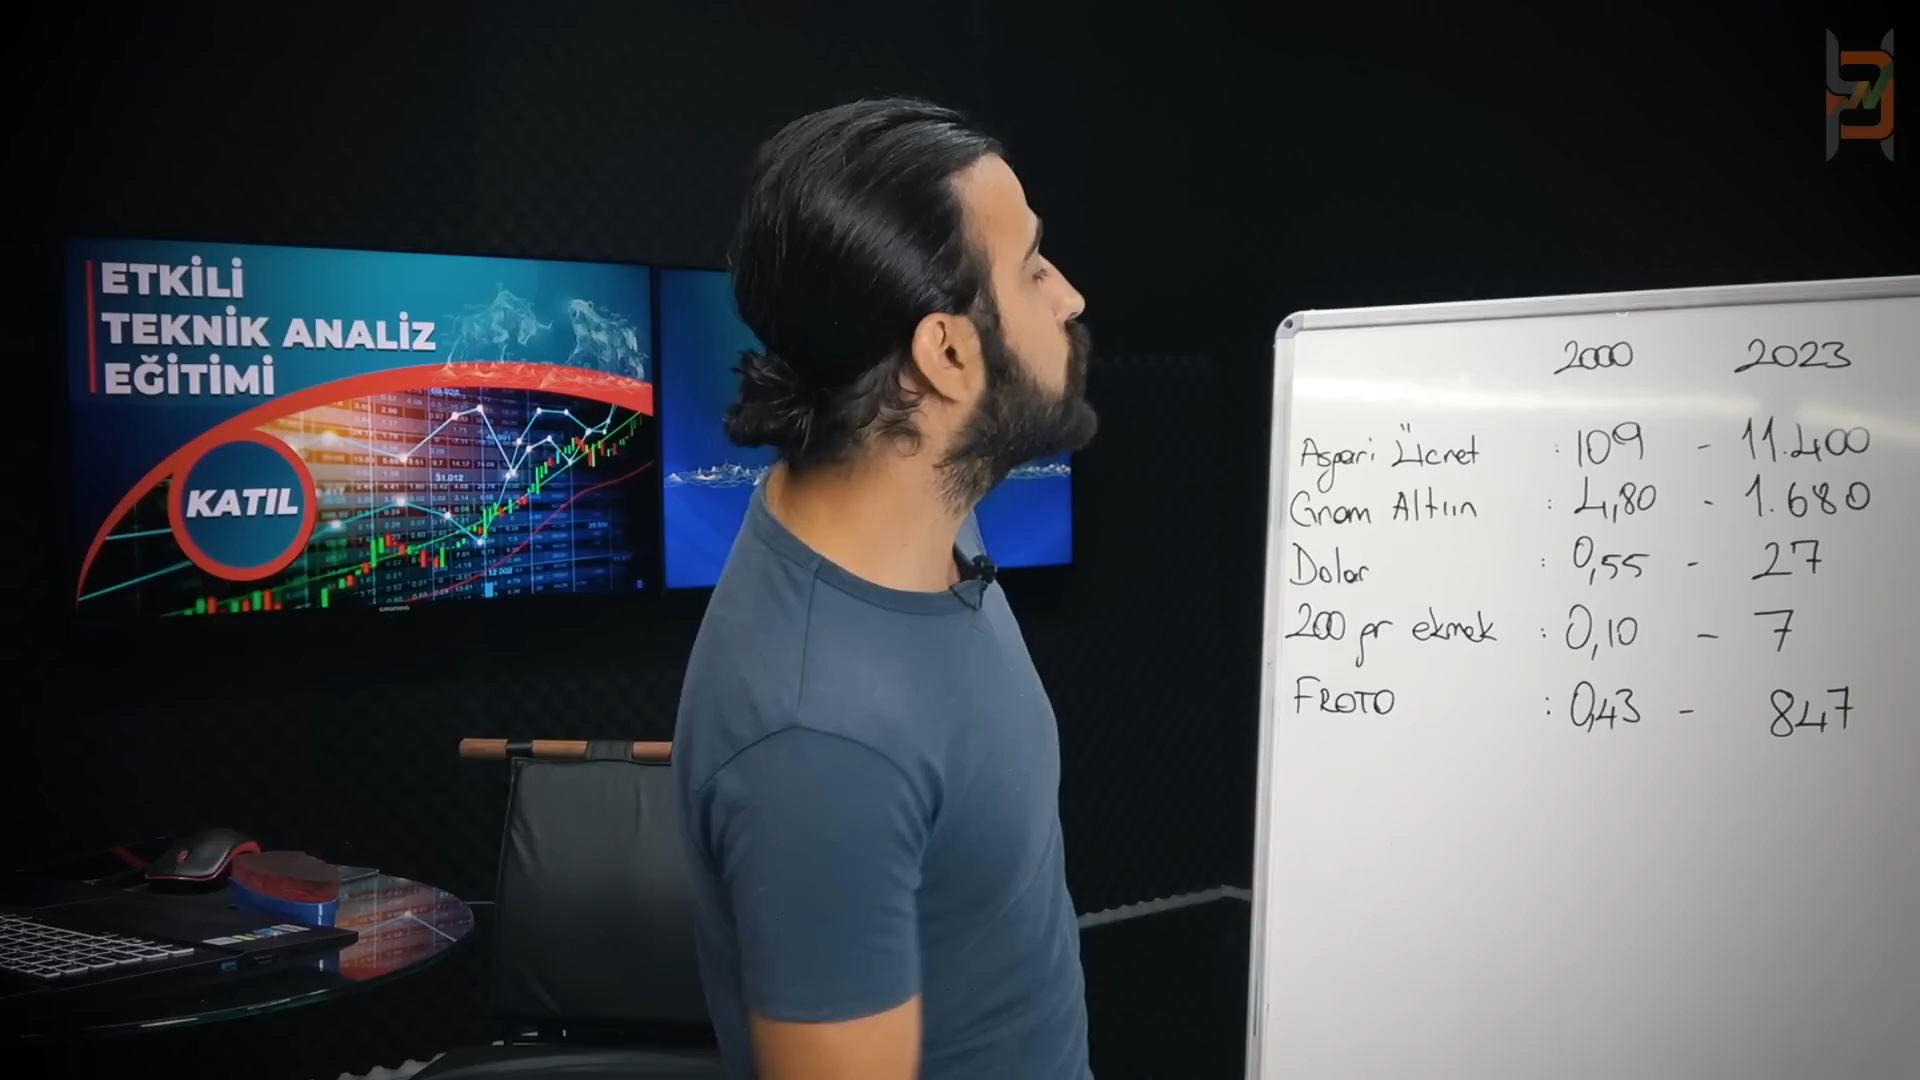 ETKİLİ
TEKNİK ANALİZ
EĞİTİMİ
KATIL
2000 2023
Asgari Ücret : 109 - 11.400
Gram Altın : 4,80 - 1.680
Dolar : 0,55 - 27
200 gr ekmek : 0,10 - 7
FROTO : 0,43 - 847